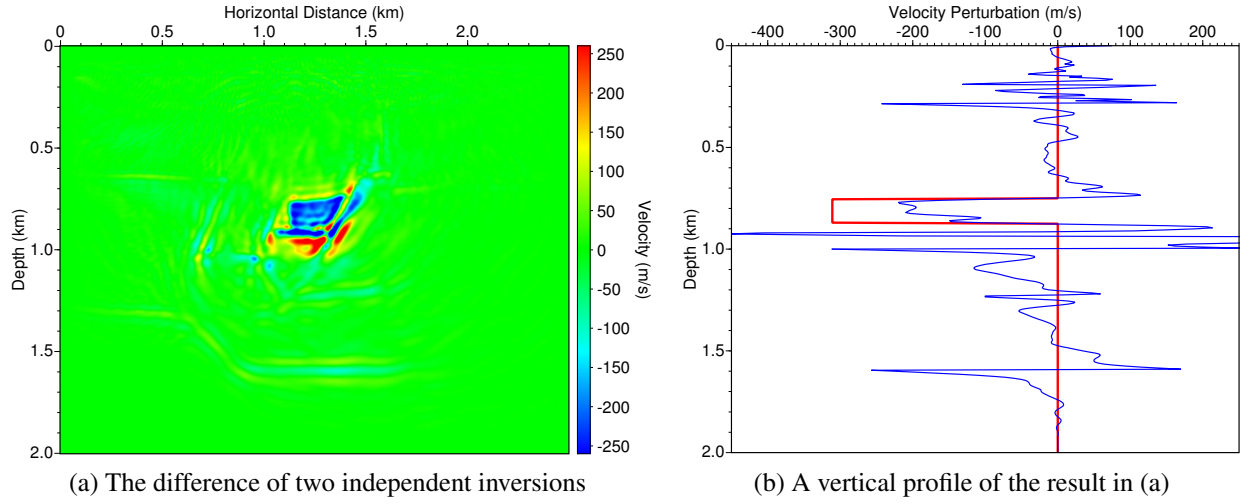 Horizontal Distance (km)
0 0.5 1.0 1.5 2.0
0
0.5
1.0
1.5
2.0
Depth (km)
250
200
150
100
50
0
-50
-100
-150
-200
-250
Velocity (m/s)
(a) The difference of two independent inversions
Velocity Perturbation (m/s)
-400 -300 -200 -100 0 100 200
0
0.5
1.0
1.5
2.0
Depth (km)
(b) A vertical profile of the result in (a)